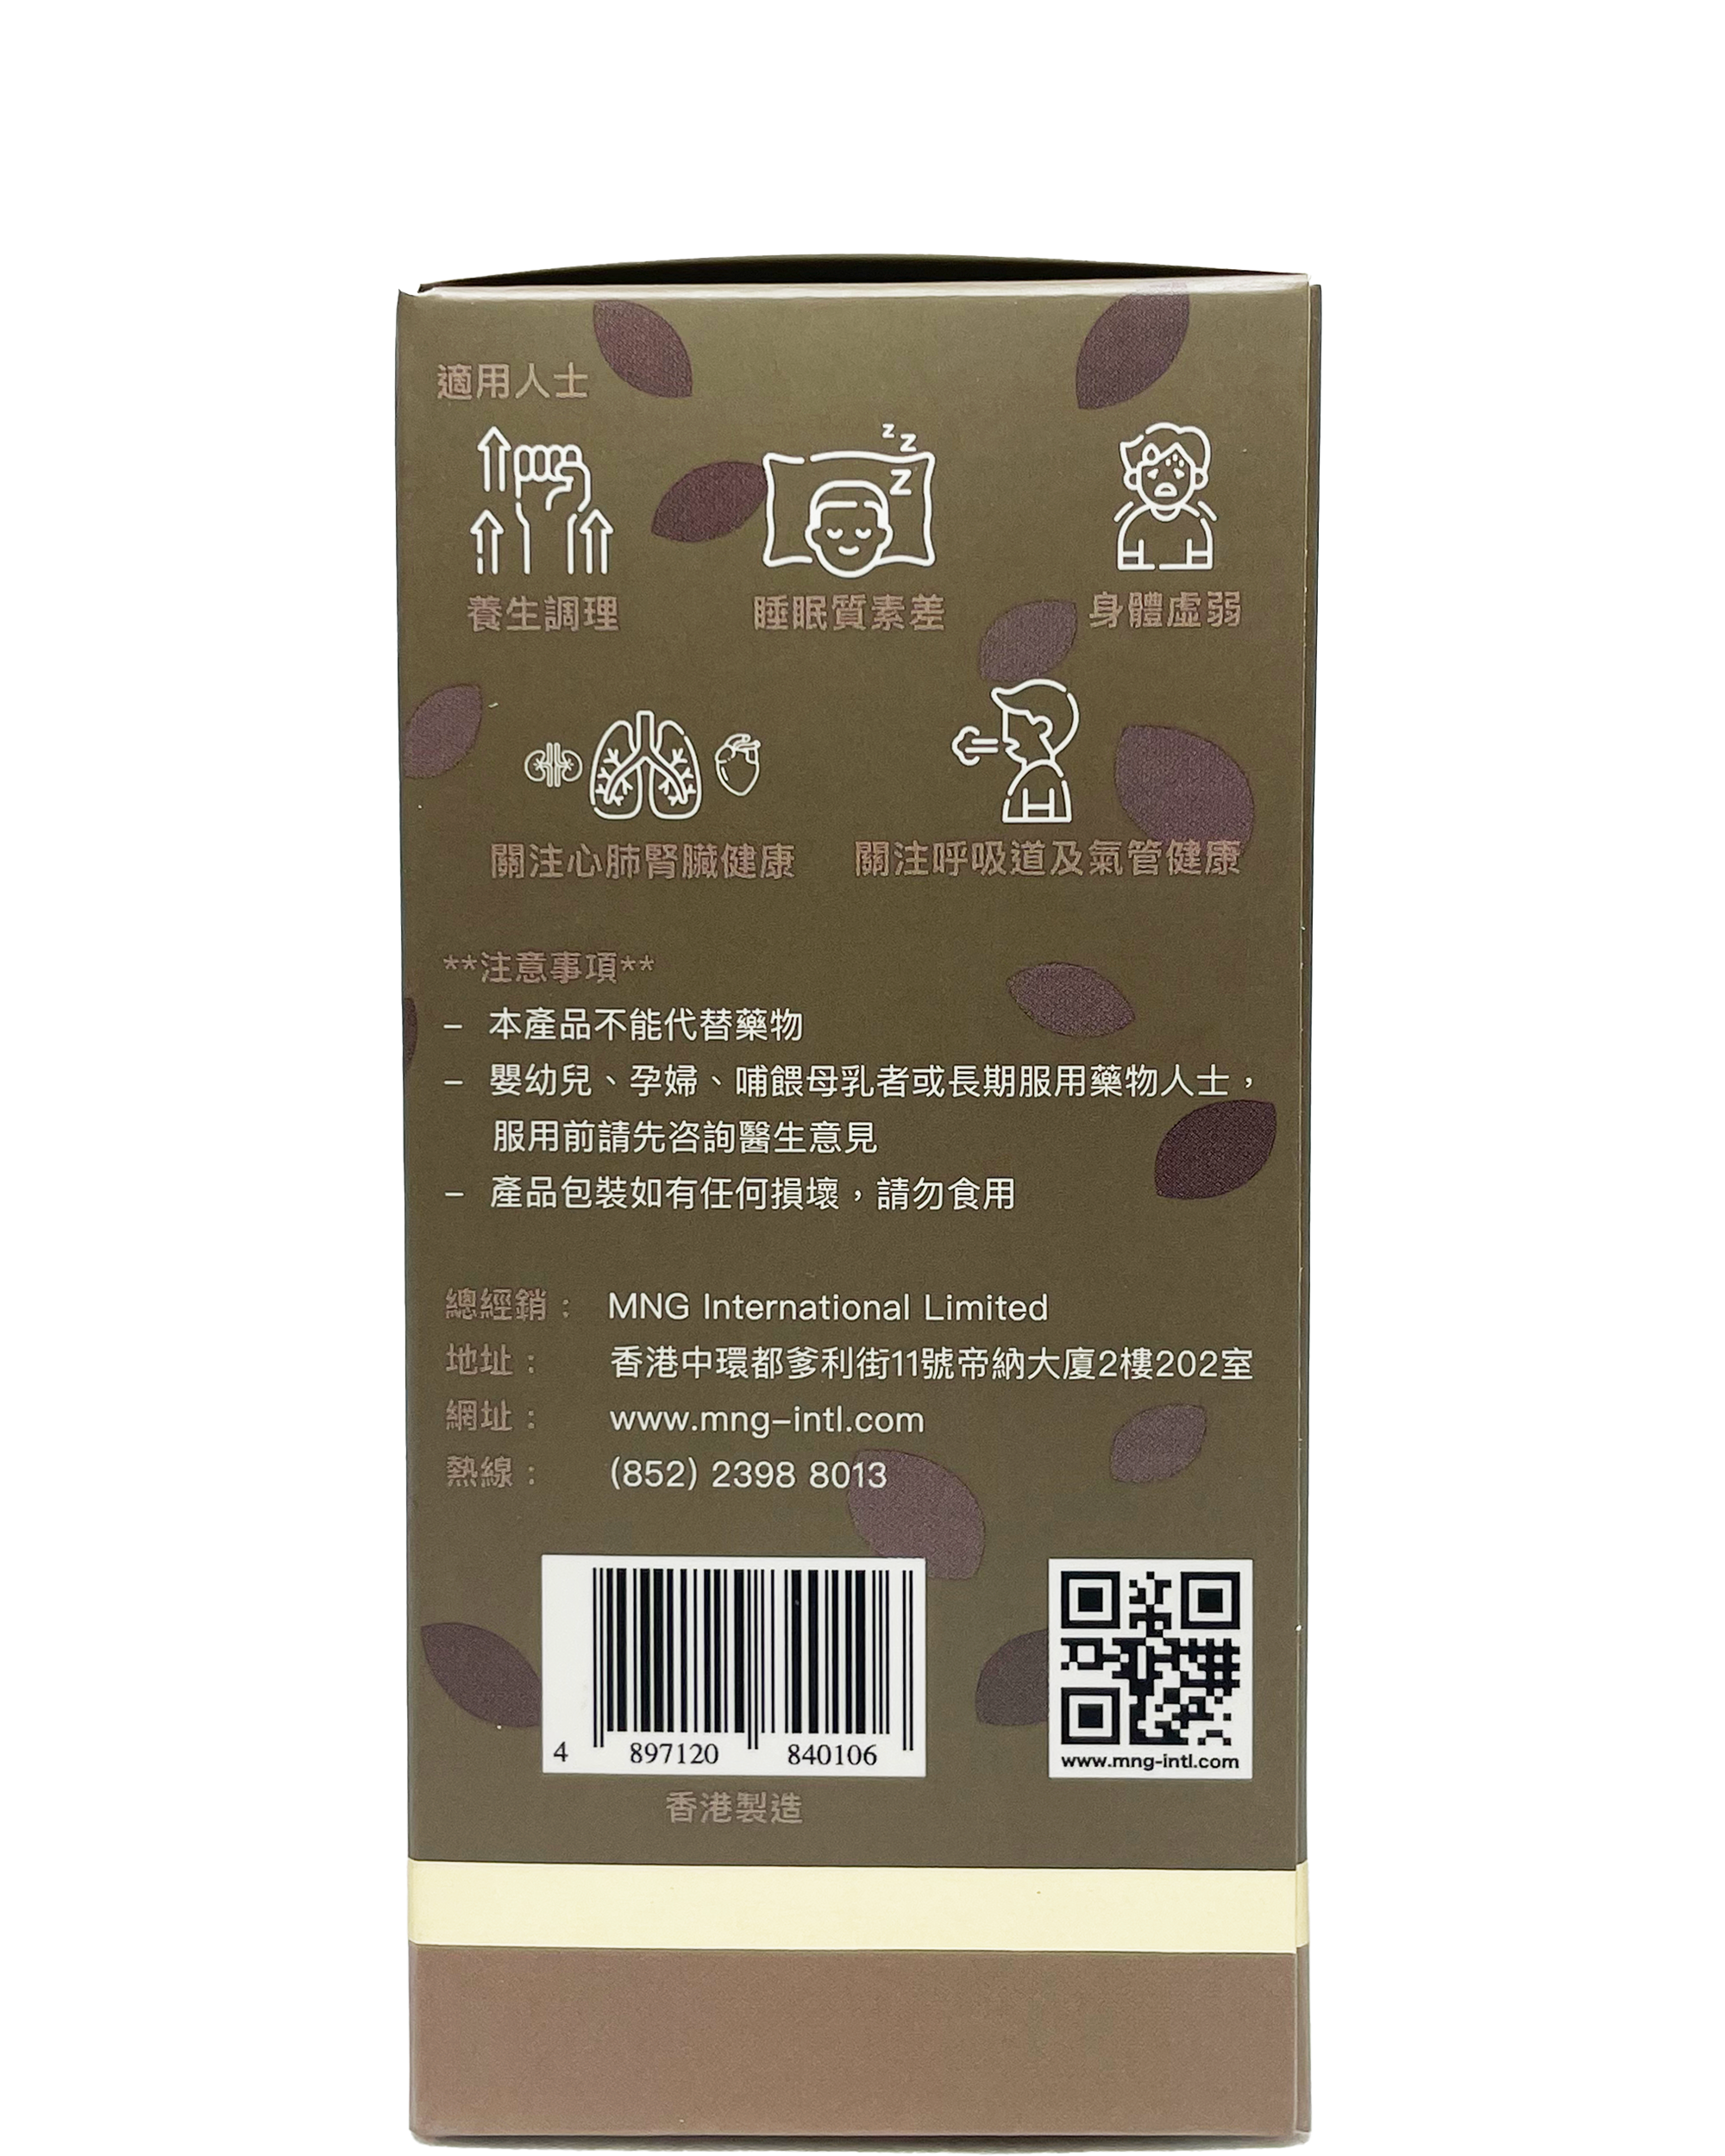 適用人士
z z z
養生調理 睡眠質素差 身體虛弱
關注心肺腎臟健康 關注呼吸道及氣管健康
**注意事項**
– 本產品不能代替藥物
– 嬰幼兒、孕婦、哺餵母乳者或長期服用藥物人士，
服用前請先咨詢醫生意見
– 產品包裝如有任何損壞，請勿食用
總經銷： MNG International Limited
地址： 香港中環都爹利街11號帝納大廈2樓202室
網址： www.mng-intl.com
熱線： (852) 2398 8013
4 897120 840106
www.mng-intl.com
香港製造